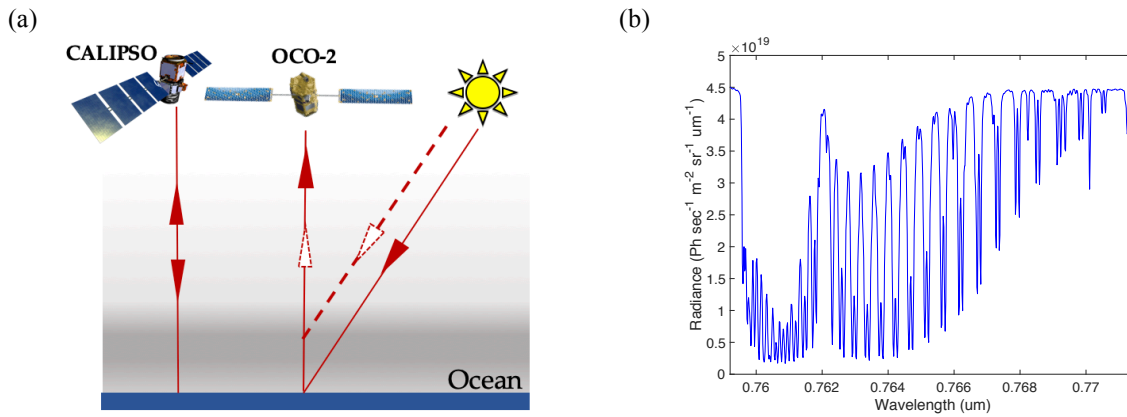 (a)
CALIPSO
OCO-2
Ocean
(b)
×10^19
5
4.5
4
3.5
3
2.5
2
1.5
1
0.5
0
Radiance (Ph sec^-1 m^-2 sr^-1 um^-1)
0.76 0.762 0.764 0.766 0.768 0.77
Wavelength (um)